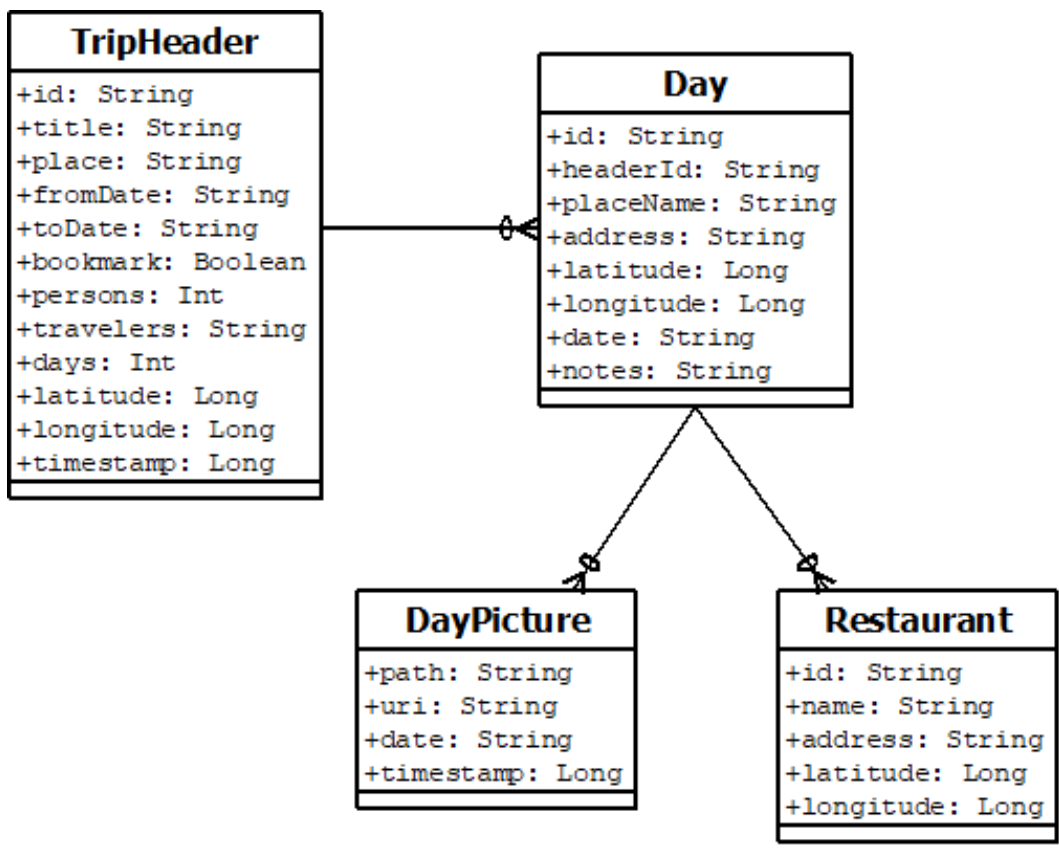 TripHeader
+id: String
+title: String
+place: String
+fromDate: String
+toDate: String
+bookmark: Boolean
+persons: Int
+travelers: String
+days: Int
+latitude: Long
+longitude: Long
+timestamp: Long
Day
+id: String
+headerId: String
+placeName: String
+address: String
+latitude: Long
+longitude: Long
+date: String
+notes: String
DayPicture
+path: String
+uri: String
+date: String
+timestamp: Long
Restaurant
+id: String
+name: String
+address: String
+latitude: Long
+longitude: Long